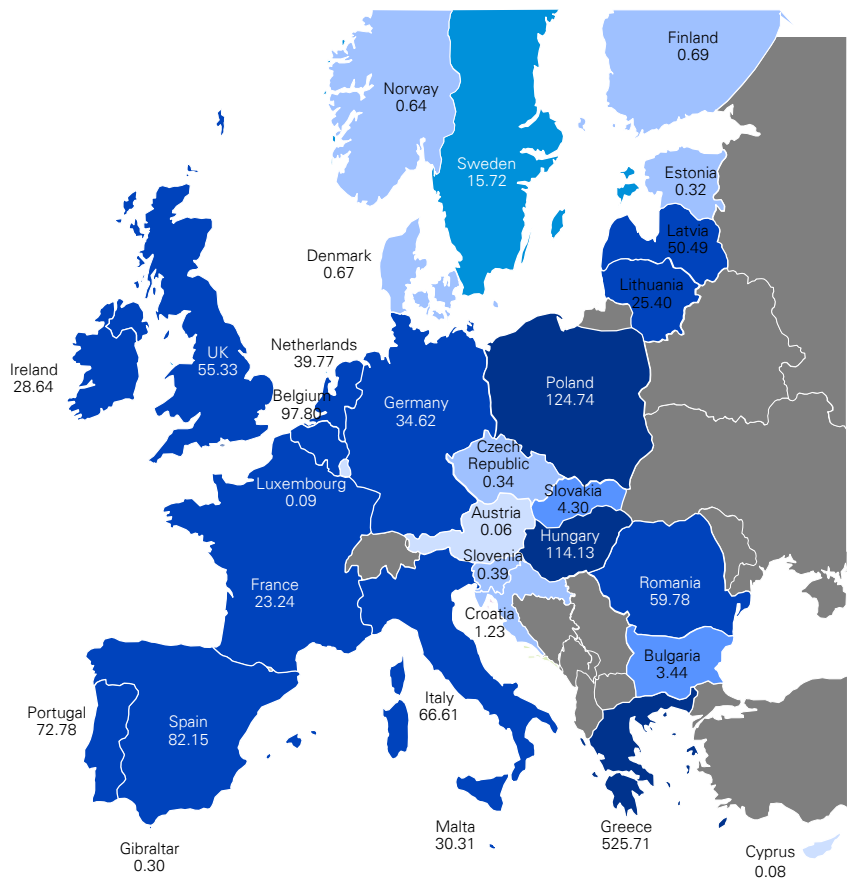 Finland
0.69
Norway
0.64
Sweden
15.72
Estonia
0.32
Latvia
50.49
Denmark
0.67
Lithuania
25.40
Netherlands
39.77
UK
55.33
Ireland
28.64
Belgium
97.80
Germany
34.62
Poland
124.74
Czech
Republic
0.34
Luxembourg
0.09
Slovakia
4.30
Austria
0.06
Hungary
114.13
Slovenia
0.39
France
23.24
Romania
59.78
Croatia
1.23
Bulgaria
3.44
Italy
66.61
Portugal
72.78
Spain
82.15
Malta
30.31
Greece
525.71
Gibraltar
0.30
Cyprus
0.08